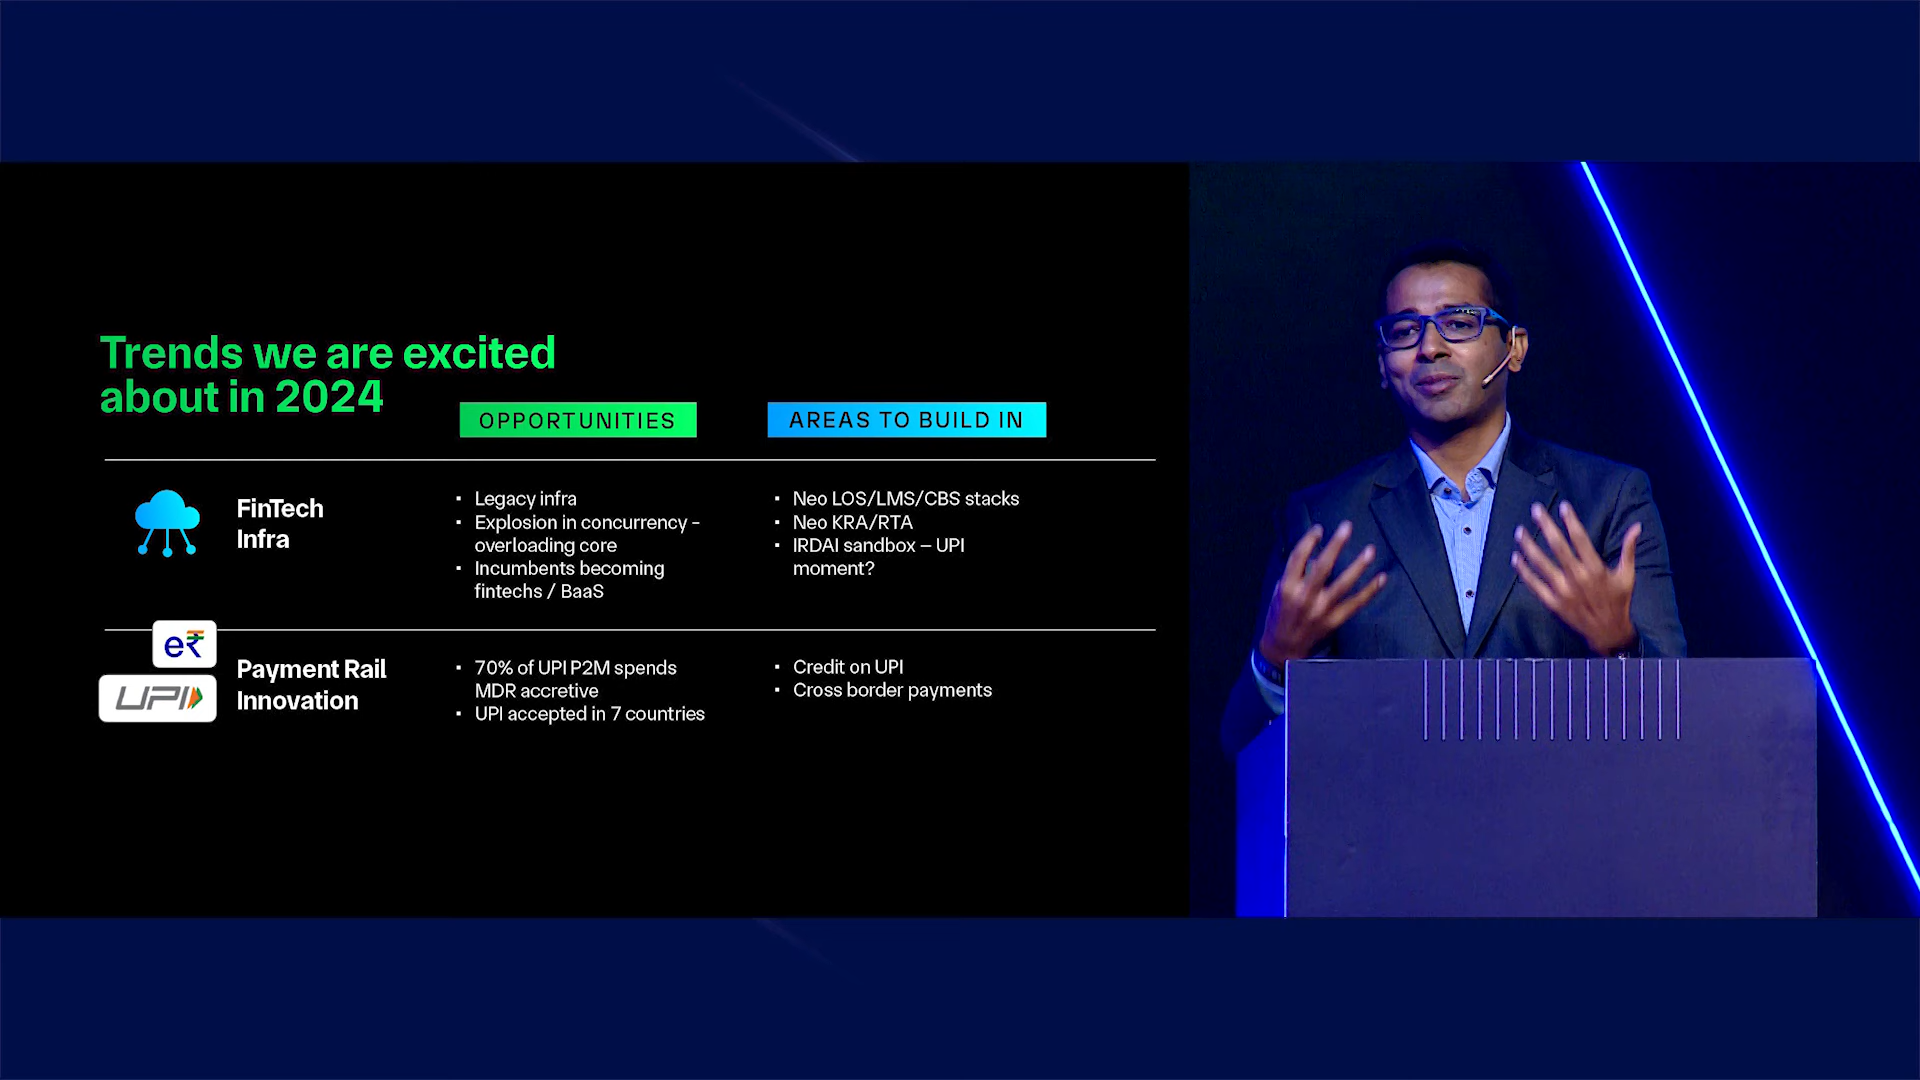 Trends we are excited
about in 2024
OPPORTUNITIES
AREAS TO BUILD IN
FinTech
Infra
▪ Legacy infra
▪ Explosion in concurrency -
overloading core
▪ Incumbents becoming
fintechs / BaaS
▪ Neo LOS/LMS/CBS stacks
▪ Neo KRA/RTA
▪ IRDAI sandbox – UPI
moment?
e₹
UPI
Payment Rail
Innovation
▪ 70% of UPI P2M spends
MDR accretive
▪ UPI accepted in 7 countries
▪ Credit on UPI
▪ Cross border payments